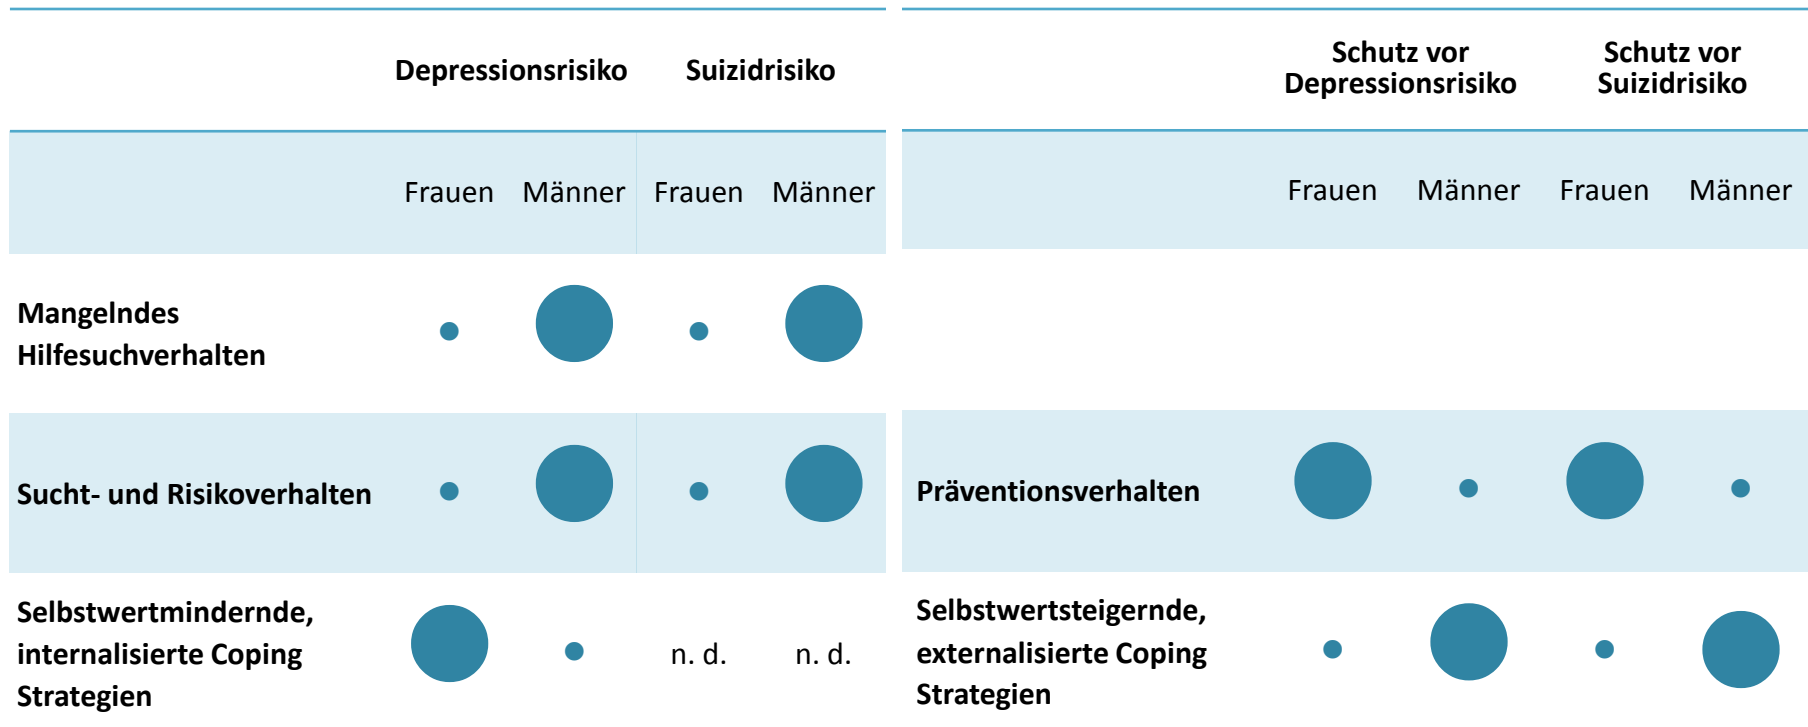 Depressionsrisiko Suizidrisiko
Frauen Männer Frauen Männer
Mangelndes
Hilfesuchverhalten
Sucht- und Risikoverhalten
Selbstwertmindernde,
internalisierte Coping
Strategien
n. d. n. d.
Schutz vor
Depressionsrisiko
Schutz vor
Suizidrisiko
Frauen Männer Frauen Männer
Präventionsverhalten
Selbstwertsteigernde,
externalisierte Coping
Strategien